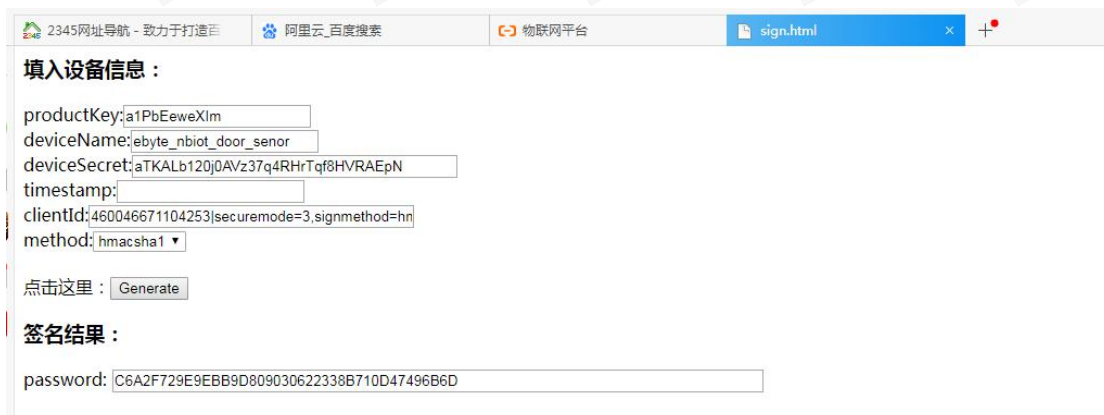 2345网址导航 - 致力于打造百
阿里云_百度搜索
物联网平台
sign.html
填入设备信息：
productKey:a1PbEeweXIm
deviceName:ebyte_nbiot_door_senor
deviceSecret:aTKALb120j0AVz37q4RHrTqf8HVRAEpN
timestamp:
clientId:460046671104253|securemode=3,signmethod=hm
method:hmacsha1
点击这里：Generate
签名结果：
password: C6A2F729E9EBB9D809030622338B710D47496B6D